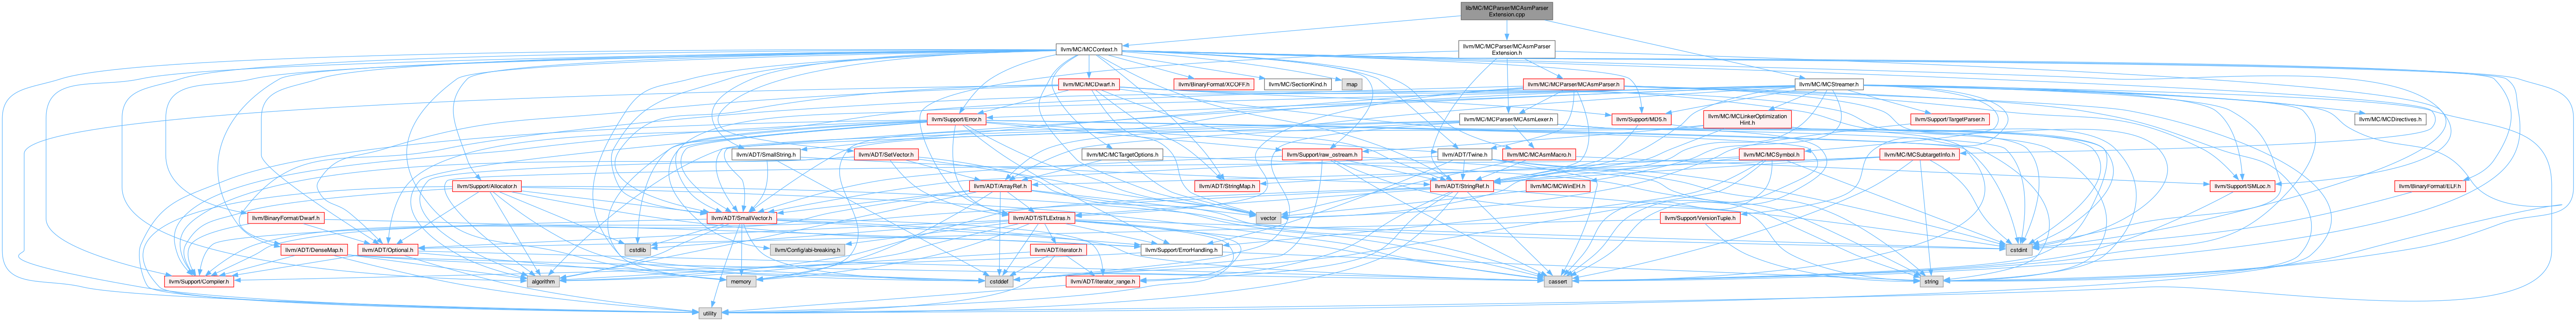 lib/MC/MCParser/MCAsmParser
Extension.cpp
llvm/MC/MCContext.h
llvm/MC/MCParser/MCAsmParser
Extension.h
llvm/MC/MCDwarf.h
llvm/BinaryFormat/XCOFF.h
llvm/MC/SectionKind.h
map
llvm/MC/MCParser/MCAsmParser.h
llvm/MC/MCStreamer.h
llvm/Support/Error.h
llvm/MC/MCParser/MCAsmLexer.h
llvm/Support/MD5.h
llvm/MC/MCLinkerOptimization
Hint.h
llvm/Support/TargetParser.h
llvm/MC/MCDirectives.h
llvm/ADT/SmallString.h
llvm/ADT/SetVector.h
llvm/MC/MCTargetOptions.h
llvm/Support/raw_ostream.h
llvm/ADT/Twine.h
llvm/MC/MCAsmMacro.h
llvm/MC/MCSymbol.h
llvm/MC/MCSubtargetInfo.h
llvm/Support/Allocator.h
llvm/ADT/ArrayRef.h
llvm/ADT/StringMap.h
llvm/ADT/StringRef.h
llvm/MC/MCWinEH.h
llvm/Support/SMLoc.h
llvm/BinaryFormat/ELF.h
llvm/BinaryFormat/Dwarf.h
llvm/ADT/SmallVector.h
llvm/ADT/STLExtras.h
vector
llvm/Support/VersionTuple.h
llvm/ADT/DenseMap.h
llvm/ADT/Optional.h
cstdlib
llvm/Config/abi-breaking.h
llvm/ADT/iterator.h
llvm/Support/ErrorHandling.h
cstdint
llvm/Support/Compiler.h
algorithm
memory
cstddef
llvm/ADT/iterator_range.h
cassert
string
utility